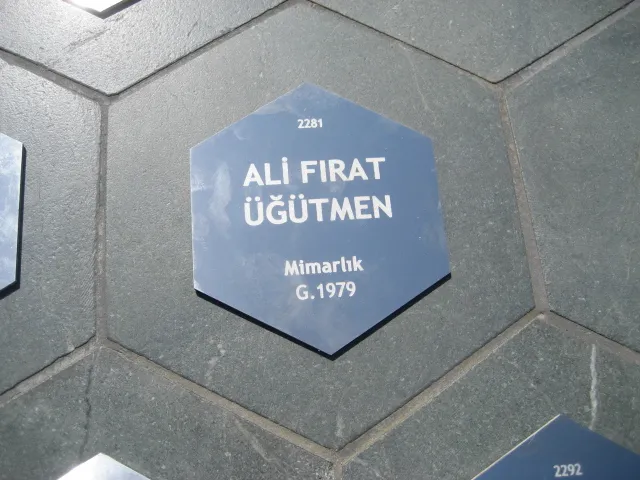 2281
ALİ FIRAT
ÜĞÜTMEN
Mimarlık
G.1979
2292